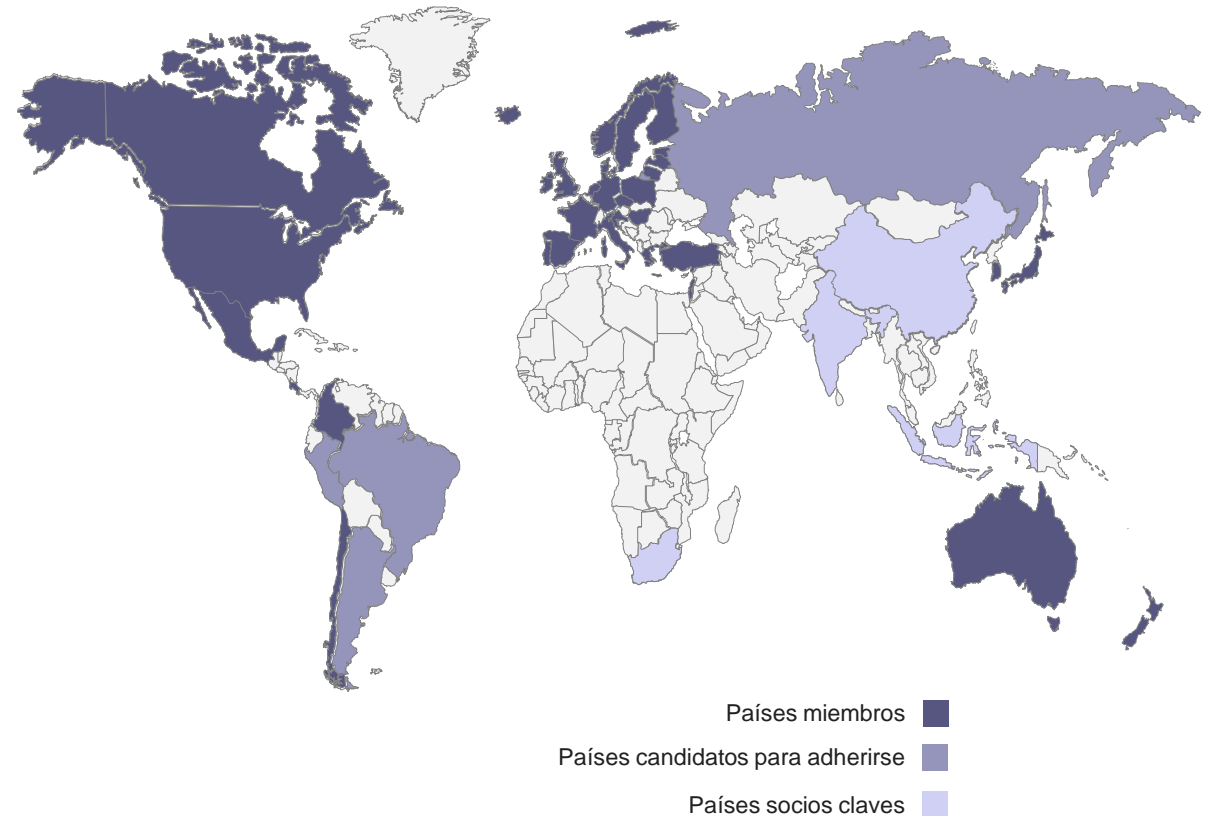 Países miembros
Países candidatos para adherirse
Países socios claves